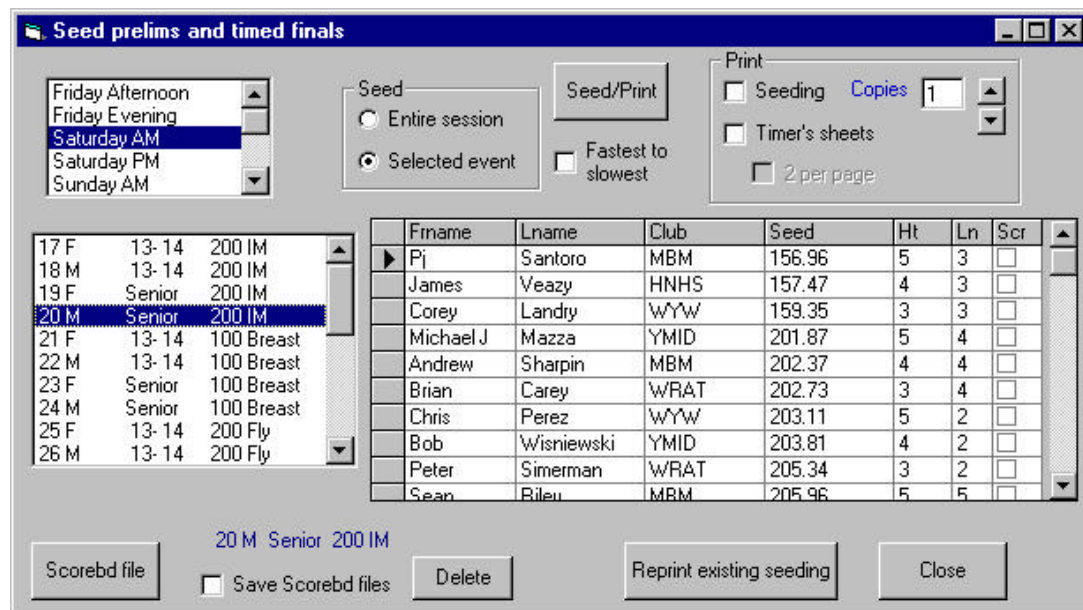 Seed prelims and timed finals
Friday Afternoon
Friday Evening
Saturday AM
Saturday PM
Sunday AM
Seed
Entire session
Selected event
Seed/Print
Fastest to
slowest
Print
Seeding Copies 1
Timer's sheets
2 per page
17 F 13-14 200 IM
18 M 13-14 200 IM
19 F Senior 200 IM
20 M Senior 200 IM
21 F 13-14 100 Breast
22 M 13-14 100 Breast
23 F Senior 100 Breast
24 M Senior 100 Breast
25 F 13-14 200 Fly
26 M 13-14 200 Fly
Frname Lname Club Seed Ht Ln Scr
Pj Santoro MBM 156.96 5 3
James Veazy HNHS 157.47 4 3
Corey Landry WYW 159.35 3 3
Michael J Mazza YMID 201.87 5 4
Andrew Sharpin MBM 202.37 4 4
Brian Carey WRAT 202.73 3 4
Chris Perez WYW 203.11 5 2
Bob Wisniewski YMID 203.81 4 2
Peter Simerman WRAT 205.34 3 2
Sean Riley MBM 205.96 5 5
20 M Senior 200 IM
Scorebd file
Save Scorebd files
Delete
Reprint existing seeding
Close